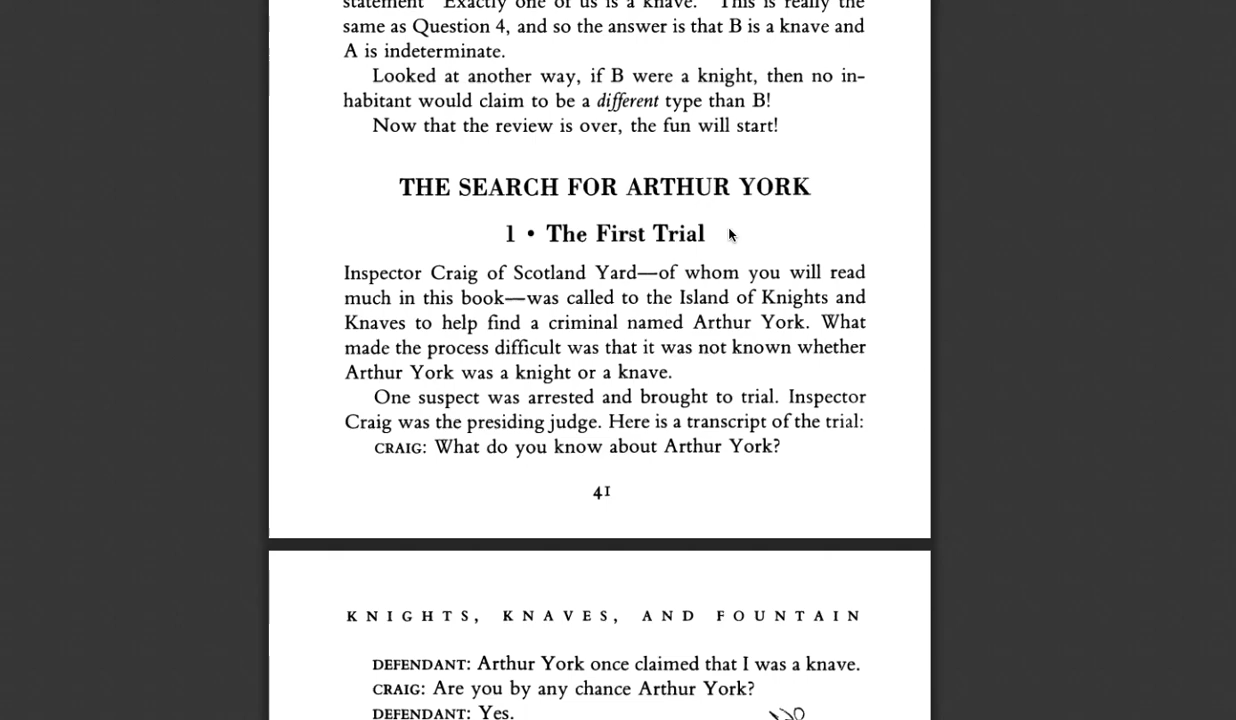 statement "Exactly one of us is a knave." This is really the
same as Question 4, and so the answer is that B is a knave and
A is indeterminate.
Looked at another way, if B were a knight, then no in-
habitant would claim to be a different type than B!
Now that the review is over, the fun will start!
THE SEARCH FOR ARTHUR YORK
1 • The First Trial
Inspector Craig of Scotland Yard—of whom you will read
much in this book—was called to the Island of Knights and
Knaves to help find a criminal named Arthur York. What
made the process difficult was that it was not known whether
Arthur York was a knight or a knave.
One suspect was arrested and brought to trial. Inspector
Craig was the presiding judge. Here is a transcript of the trial:
CRAIG: What do you know about Arthur York?
41
KNIGHTS, KNAVES, AND FOUNTAIN
DEFENDANT: Arthur York once claimed that I was a knave.
CRAIG: Are you by any chance Arthur York?
DEFENDANT: Yes.